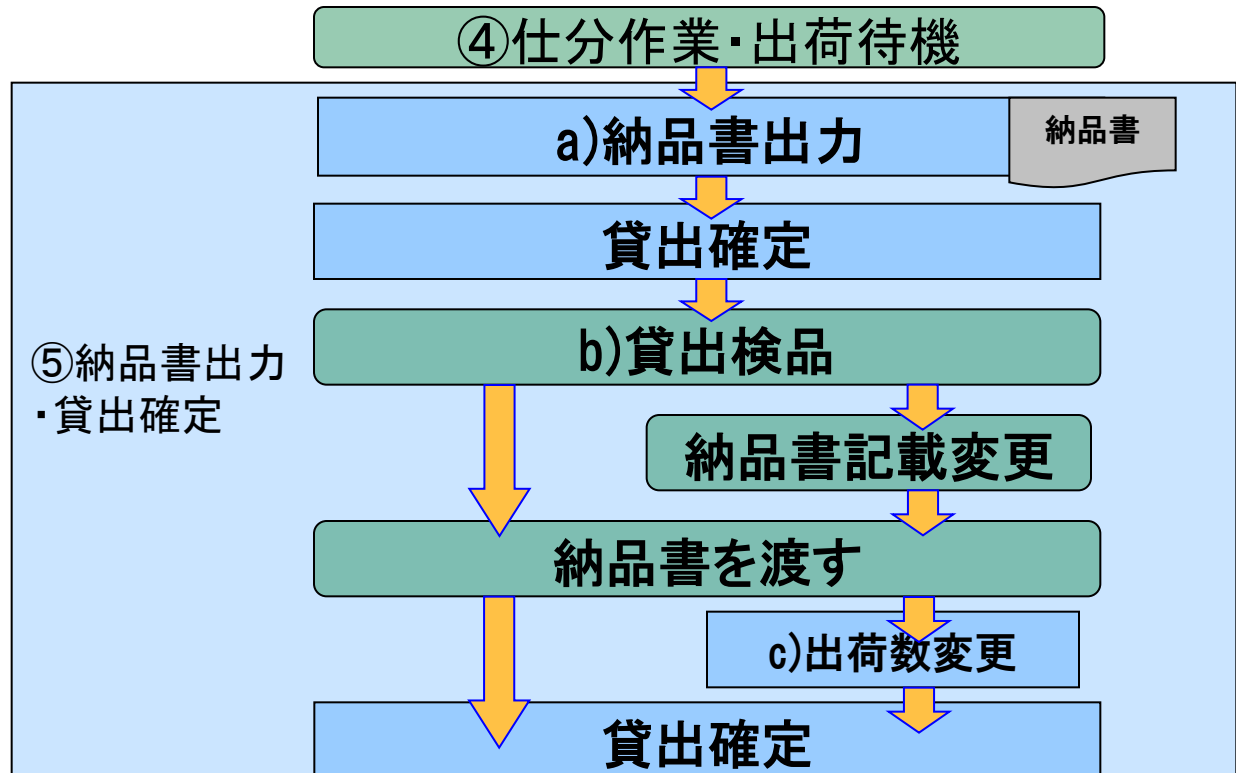 ④仕分作業・出荷待機
a)納品書出力
納品書
貸出確定
b)貸出検品
⑤納品書出力
・貸出確定
納品書記載変更
納品書を渡す
c)出荷数変更
貸出確定